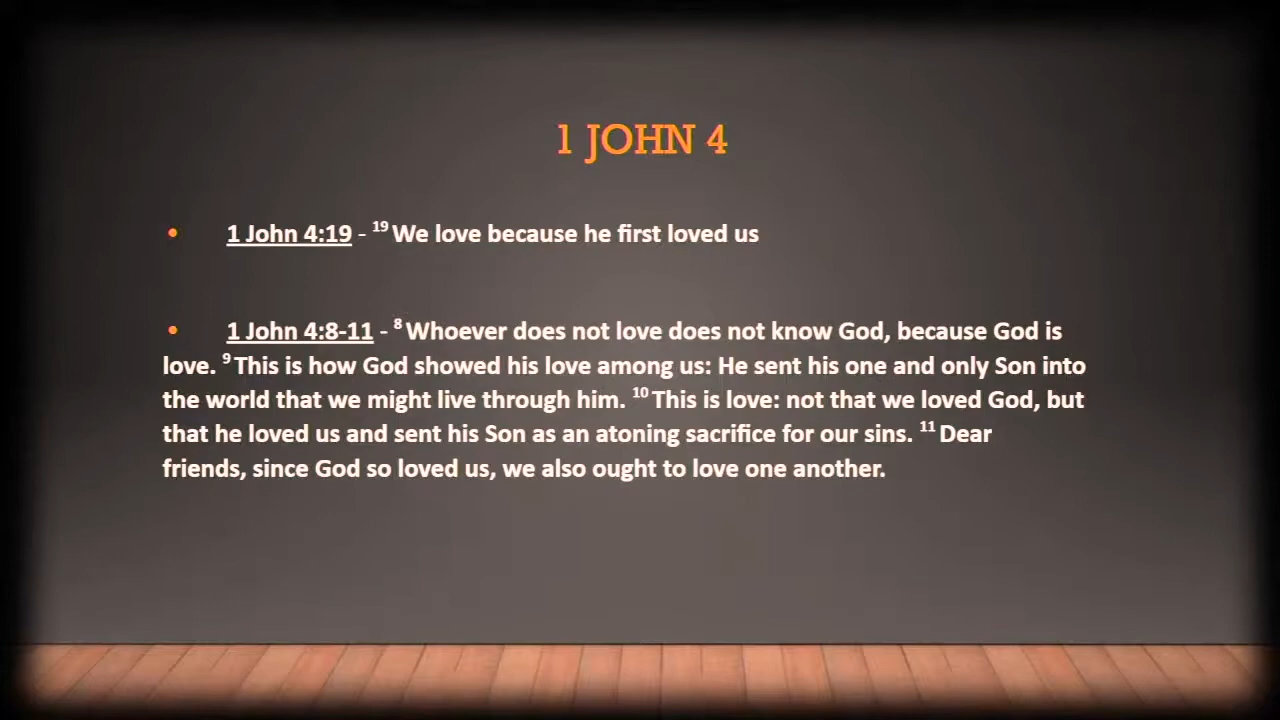 1 JOHN 4
• 1 John 4:19 - 19 We love because he first loved us
• 1 John 4:8-11 - 8 Whoever does not love does not know God, because God is
love. 9 This is how God showed his love among us: He sent his one and only Son into
the world that we might live through him. 10 This is love: not that we loved God, but
that he loved us and sent his Son as an atoning sacrifice for our sins. 11 Dear
friends, since God so loved us, we also ought to love one another.